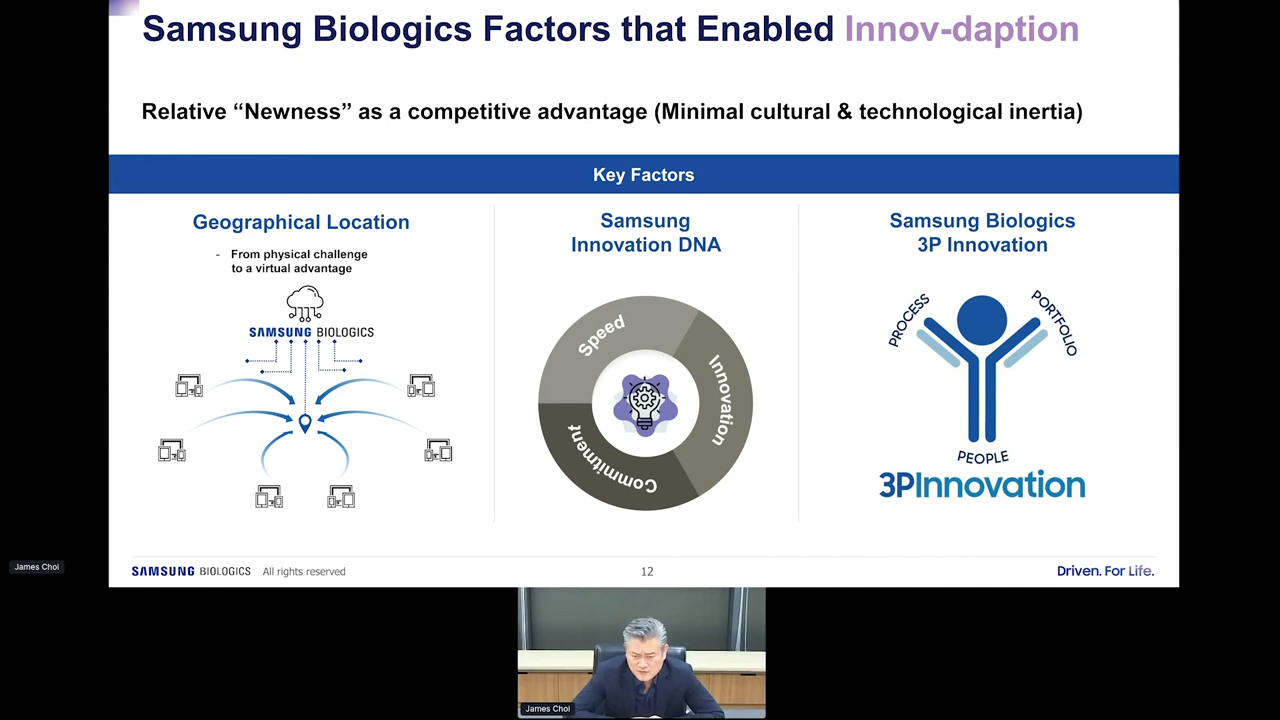 Samsung Biologics Factors that Enabled Innov-daption
Relative “Newness” as a competitive advantage (Minimal cultural & technological inertia)
Key Factors
Geographical Location
- From physical challenge
to a virtual advantage
SAMSUNG BIOLOGICS
Samsung
Innovation DNA
Speed
Innovation
Commitment
Samsung Biologics
3P Innovation
PROCESS
PORTFOLIO
PEOPLE
3PInnovation
James Choi
SAMSUNG BIOLOGICS All rights reserved
12
Driven. For Life.
James Choi